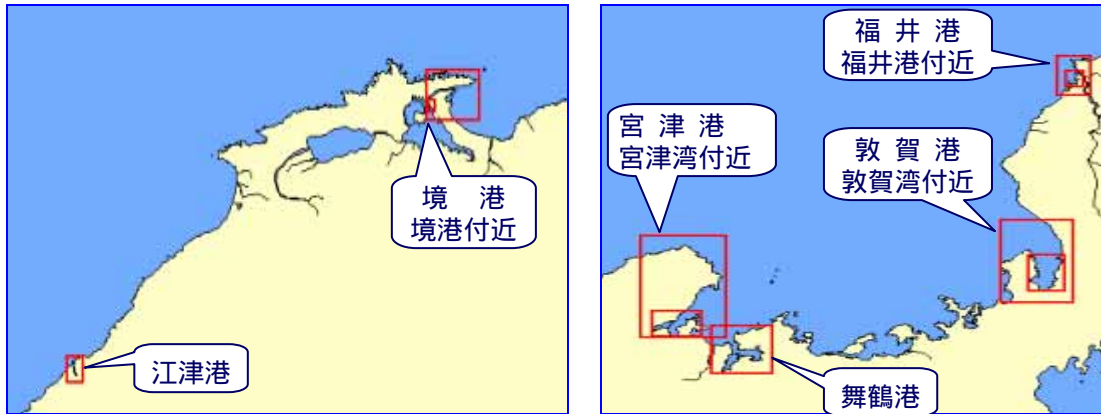 境 港
境港付近
江津港
福 井 港
福井港付近
宮 津 港
宮津湾付近
敦 賀 港
敦賀湾付近
舞鶴港